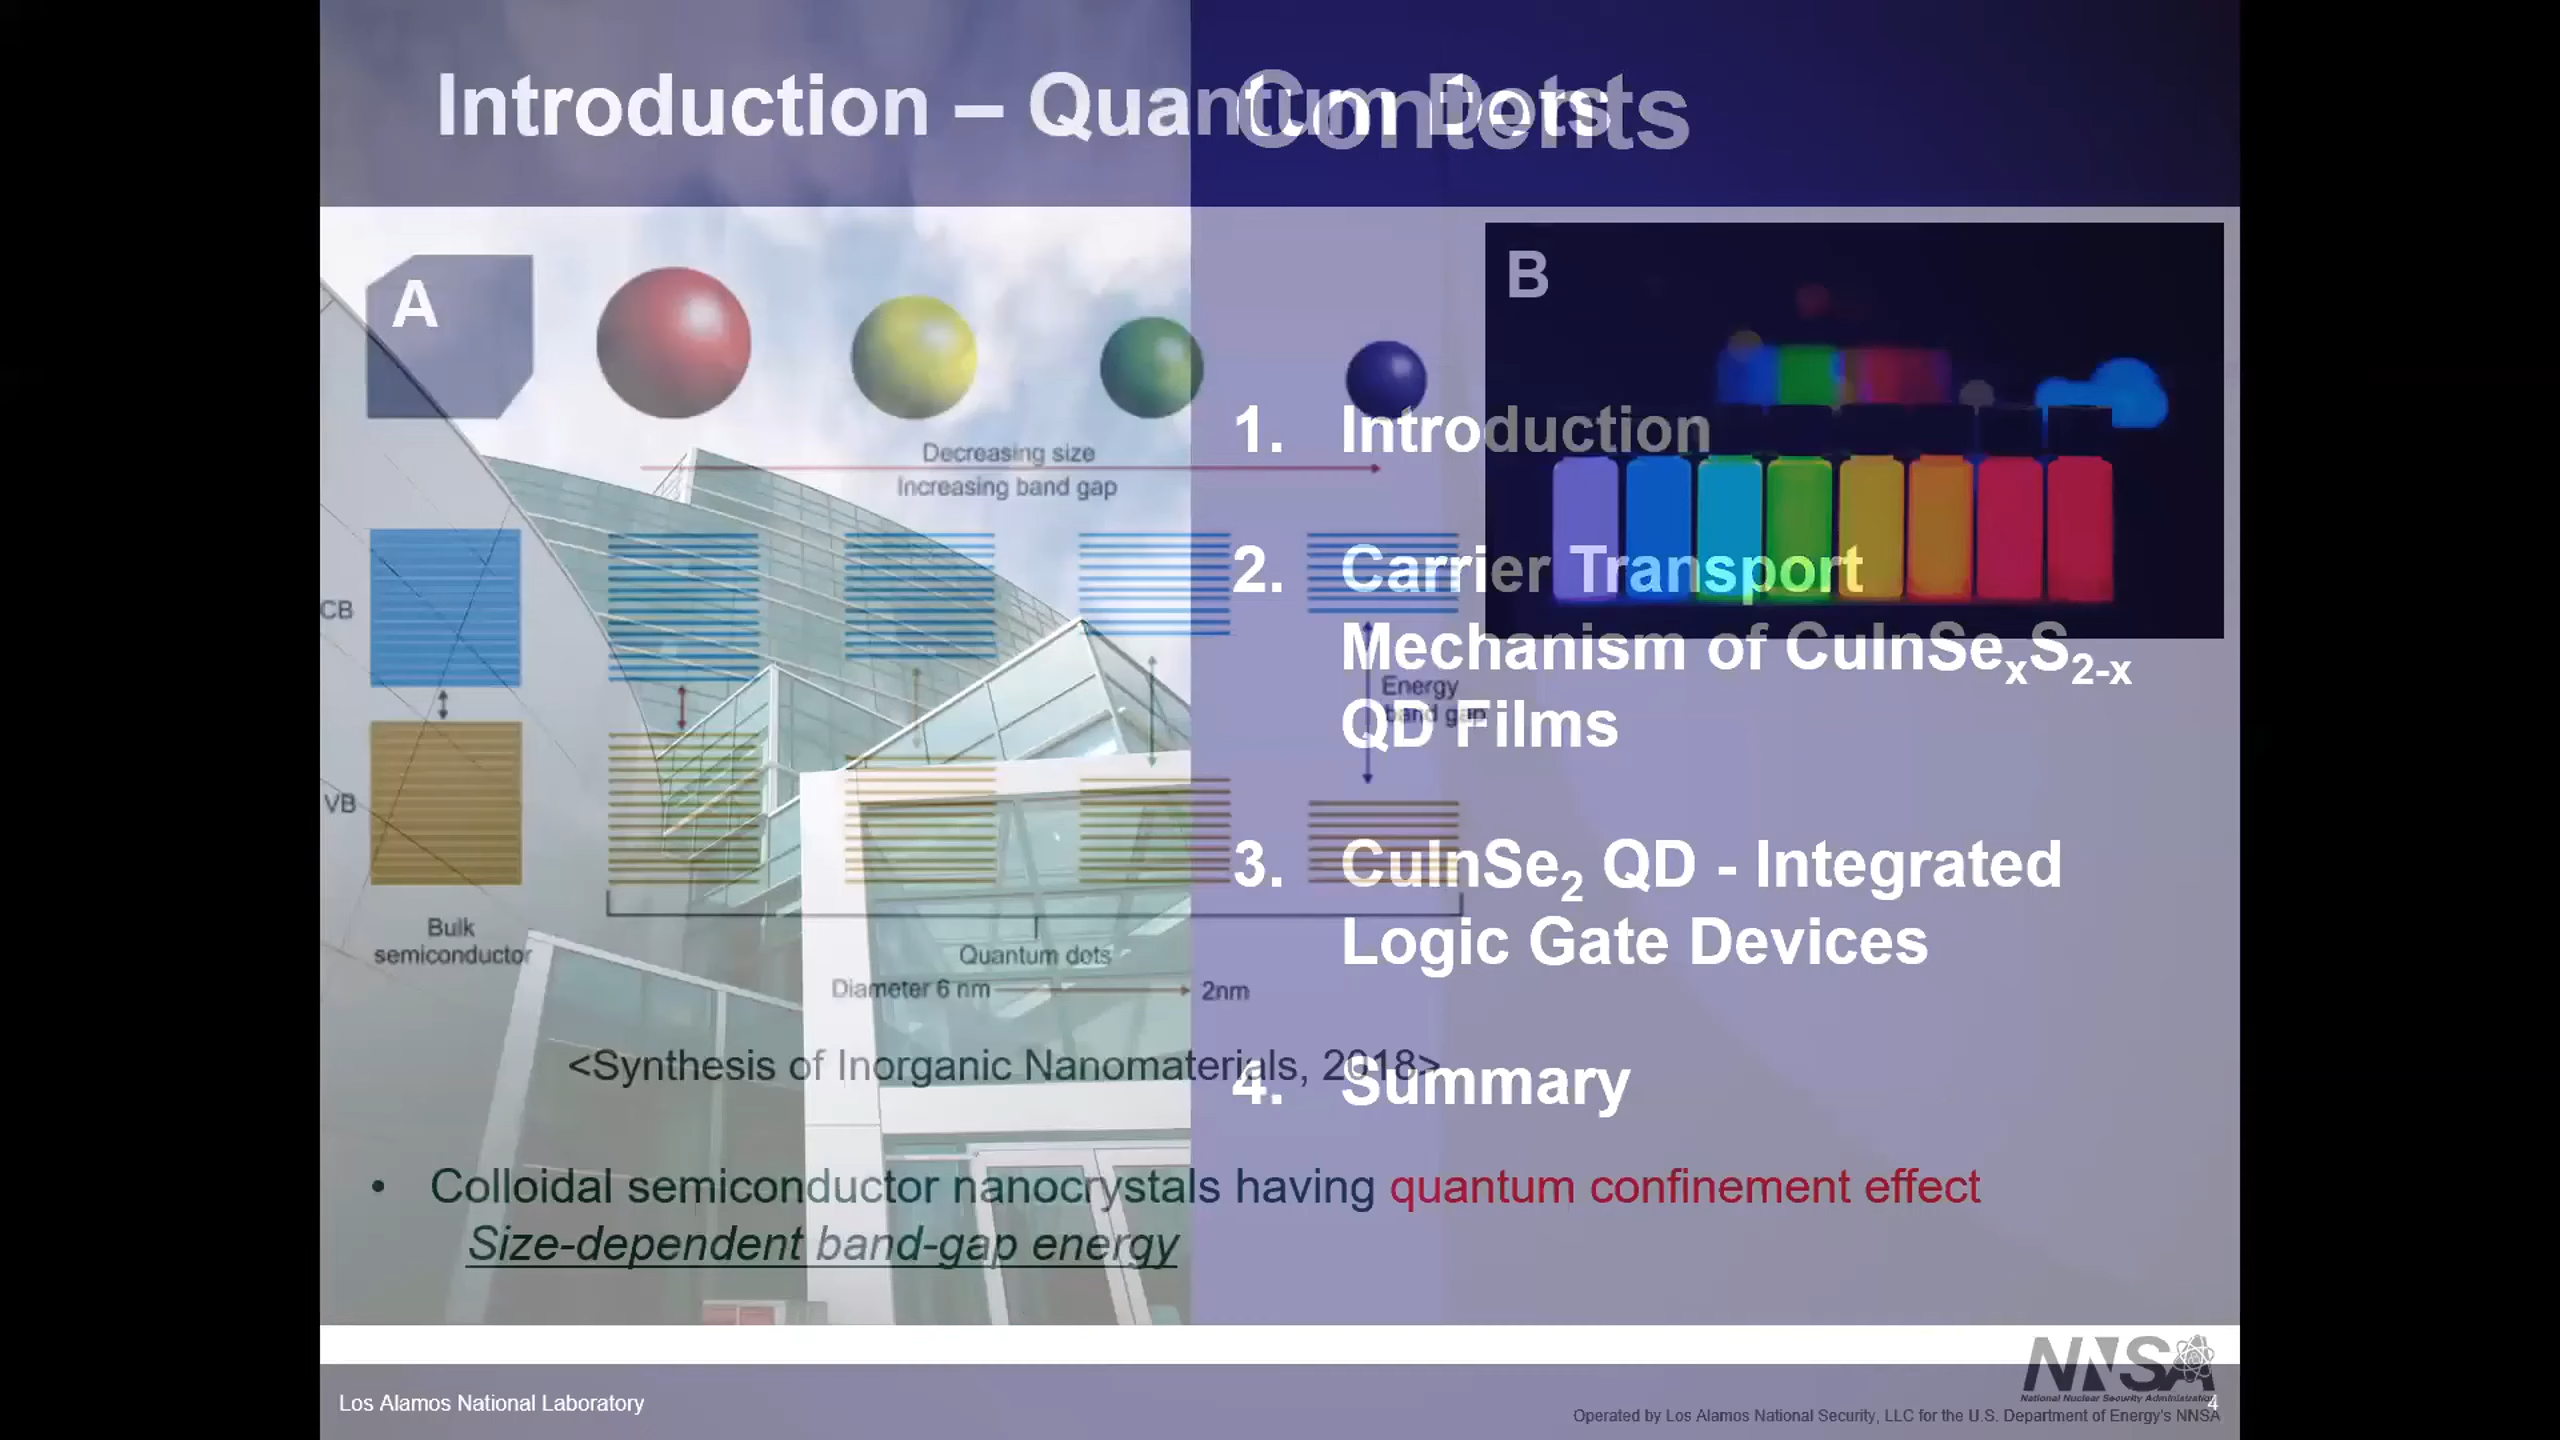 Introduction – Quantum Dots
Contents
A
B
Decreasing size
Increasing band gap
CB
VB
Energy
band gap
Bulk
semiconductor
Quantum dots
Diameter 6 nm
2nm
<Synthesis of Inorganic Nanomaterials, 2018>
1. Introduction
2. Carrier Transport
Mechanism of CuInSeₓS₂₋ₓ
QD Films
3. CuInSe₂ QD - Integrated
Logic Gate Devices
4. Summary
• Colloidal semiconductor nanocrystals having quantum confinement effect
Size-dependent band-gap energy
Los Alamos National Laboratory
NNSA
National Nuclear Security Administration
4
Operated by Los Alamos National Security, LLC for the U.S. Department of Energy's NNSA